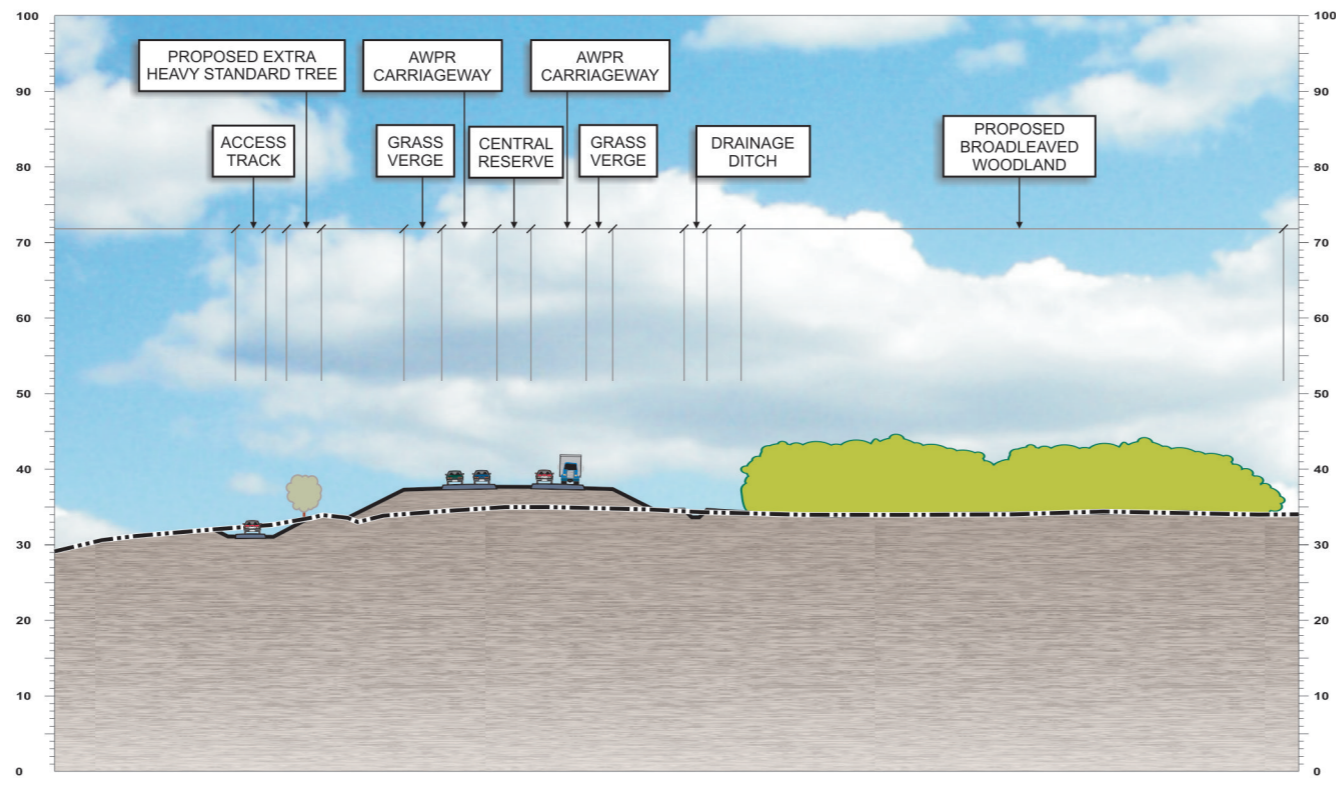 PROPOSED EXTRA
HEAVY STANDARD TREE
AWPR
CARRIAGEWAY
AWPR
CARRIAGEWAY
ACCESS
TRACK
GRASS
VERGE
CENTRAL
RESERVE
GRASS
VERGE
DRAINAGE
DITCH
PROPOSED
BROADLEAVED
WOODLAND
100
90
80
70
60
50
40
30
20
10
0
100
90
80
70
60
50
40
30
20
10
0